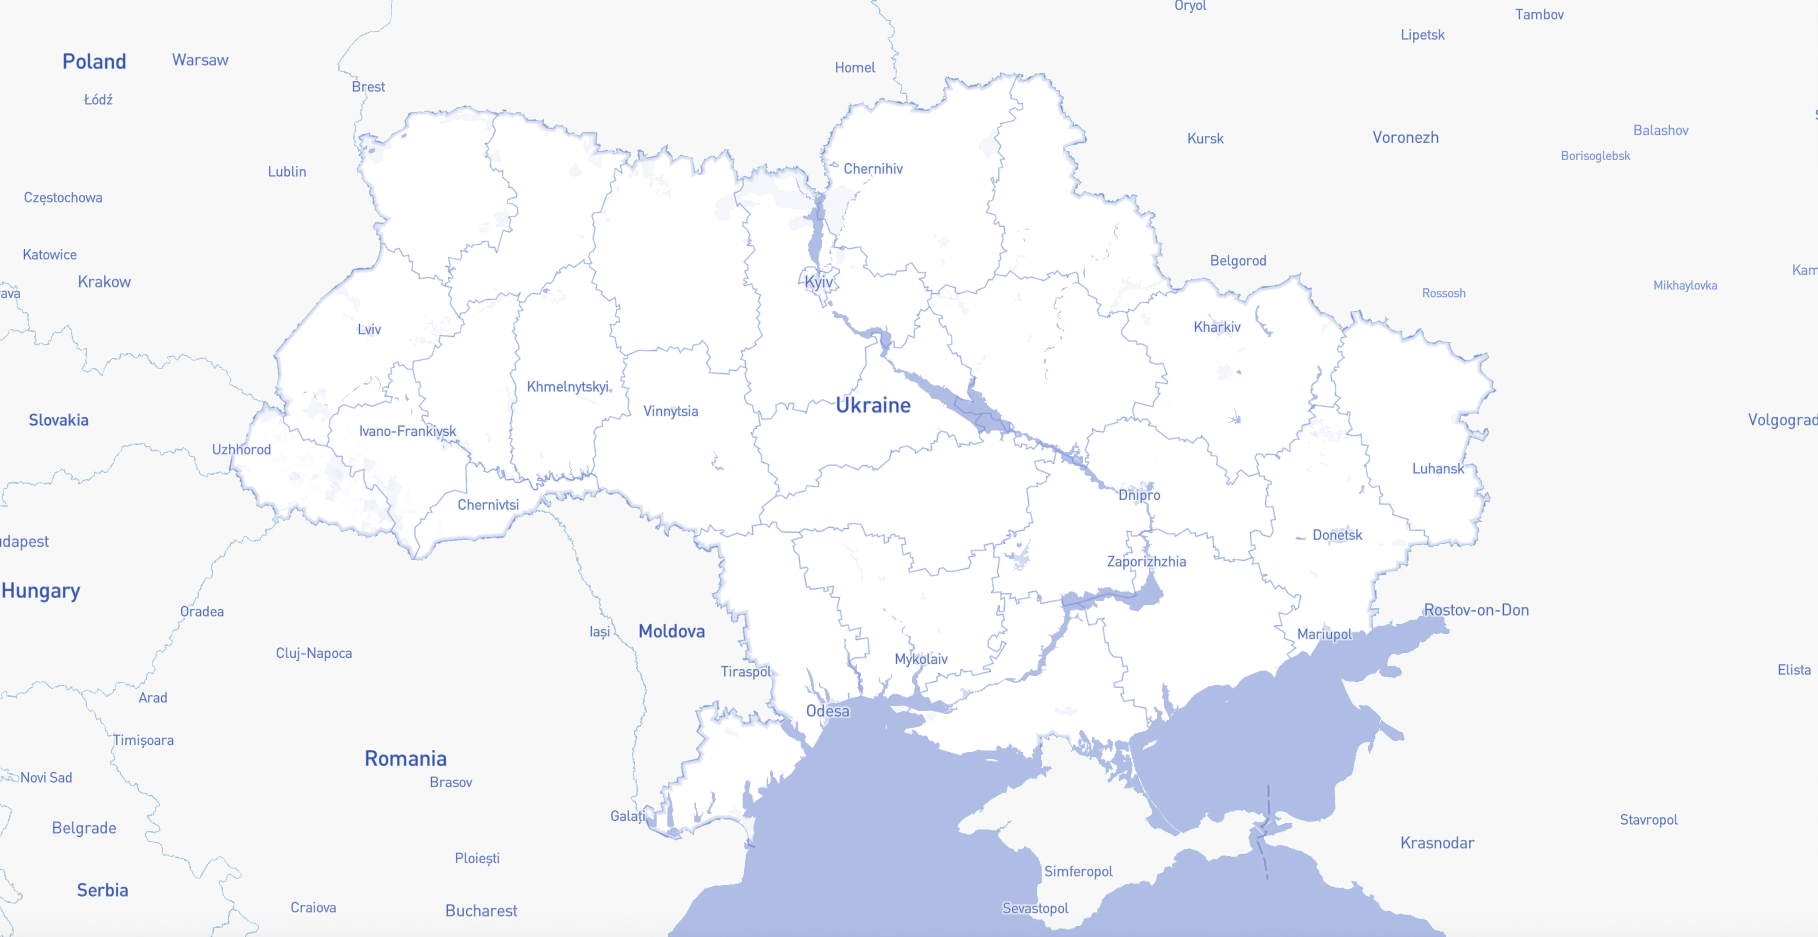 Oryol
Tambov
Lipetsk
Poland
Warsaw
Homel
Brest
Łódź
Balashov
Voronezh
Kursk
Borisoglebsk
Chernihiv
Lublin
Częstochowa
Katowice
Belgorod
Kam
Krakow
Kyiv
Mikhaylovka
ava
Rossosh
Lviv
Kharkiv
Khmelnytskyi
Ukraine
Vinnytsia
Slovakia
Volgograd
Ivano-Frankivsk
Uzhhorod
Luhansk
Dnipro
Chernivtsi
Donetsk
udapest
Zaporizhzhia
Hungary
Oradea
Rostov-on-Don
Iași
Moldova
Mariupol
Cluj-Napoca
Mykolaiv
Tiraspol
Elista
Arad
Odesa
Timișoara
Romania
Novi Sad
Brasov
Galați
Stavropol
Belgrade
Krasnodar
Ploiești
Simferopol
Serbia
Craiova
Bucharest
Sevastopol